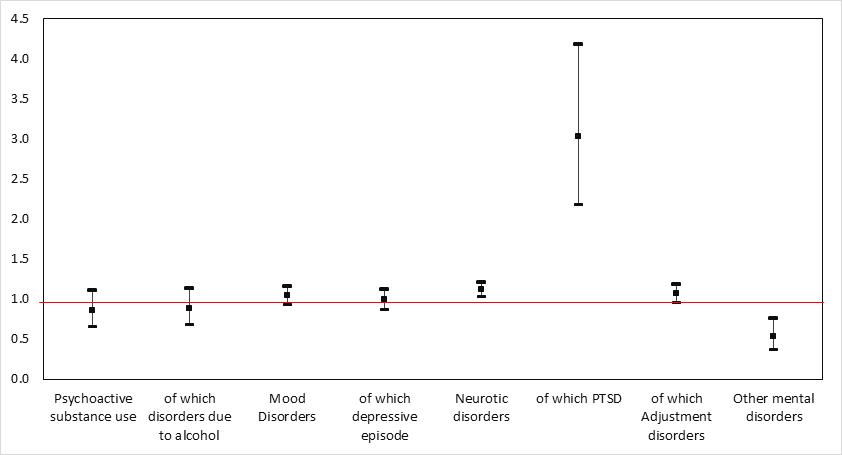 4.5
4.0
3.5
3.0
2.5
2.0
1.5
1.0
0.5
0.0
Psychoactive
substance use
of which
disorders due
to alcohol
Mood
Disorders
of which
depressive
episode
Neurotic
disorders
of which PTSD
of which
Adjustment
disorders
Other mental
disorders